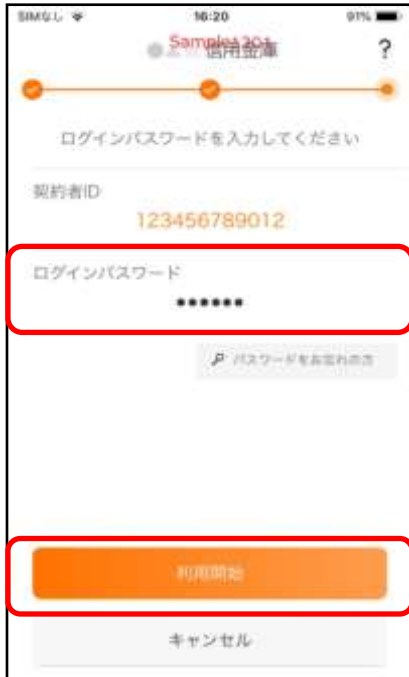 SIMなし 16:20 91%
信用金庫 ?
ログインパスワードを入力してください
契約者ID
123456789012
ログインパスワード
••••••
パスワードをお忘れの方
利用開始
キャンセル